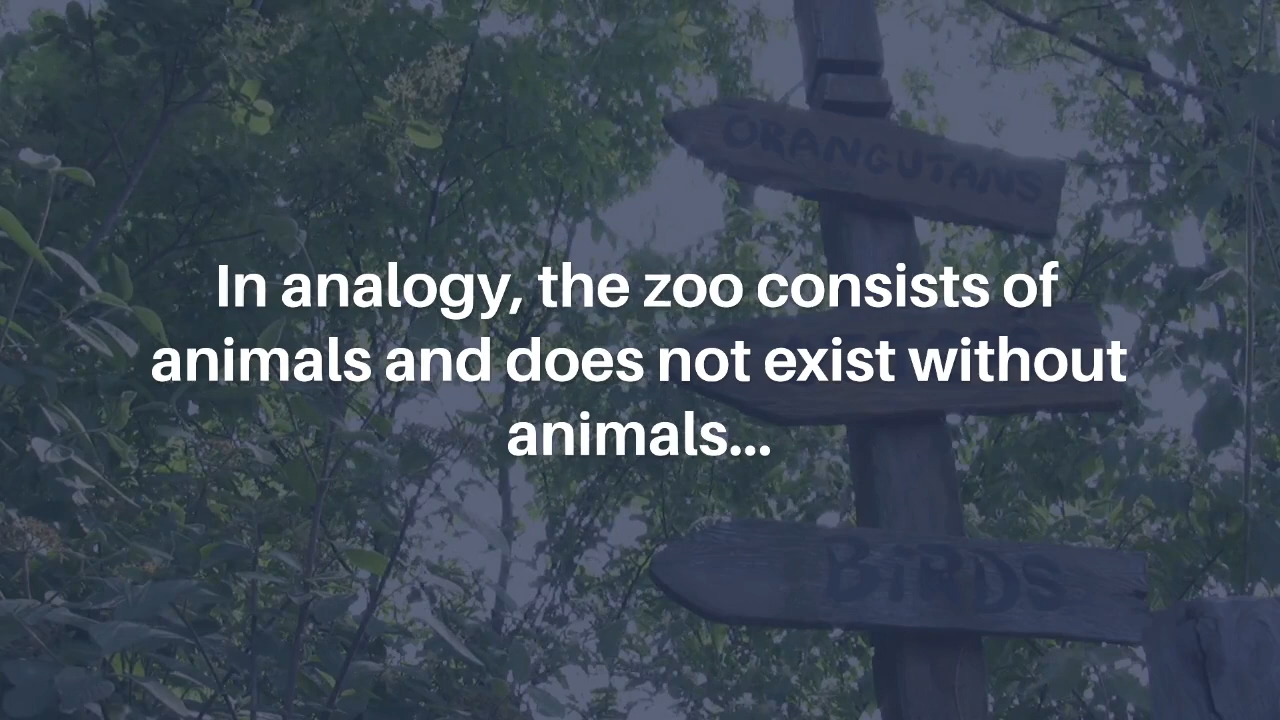 ORANGUTANS
In analogy, the zoo consists of
animals and does not exist without
animals...
BiRDS